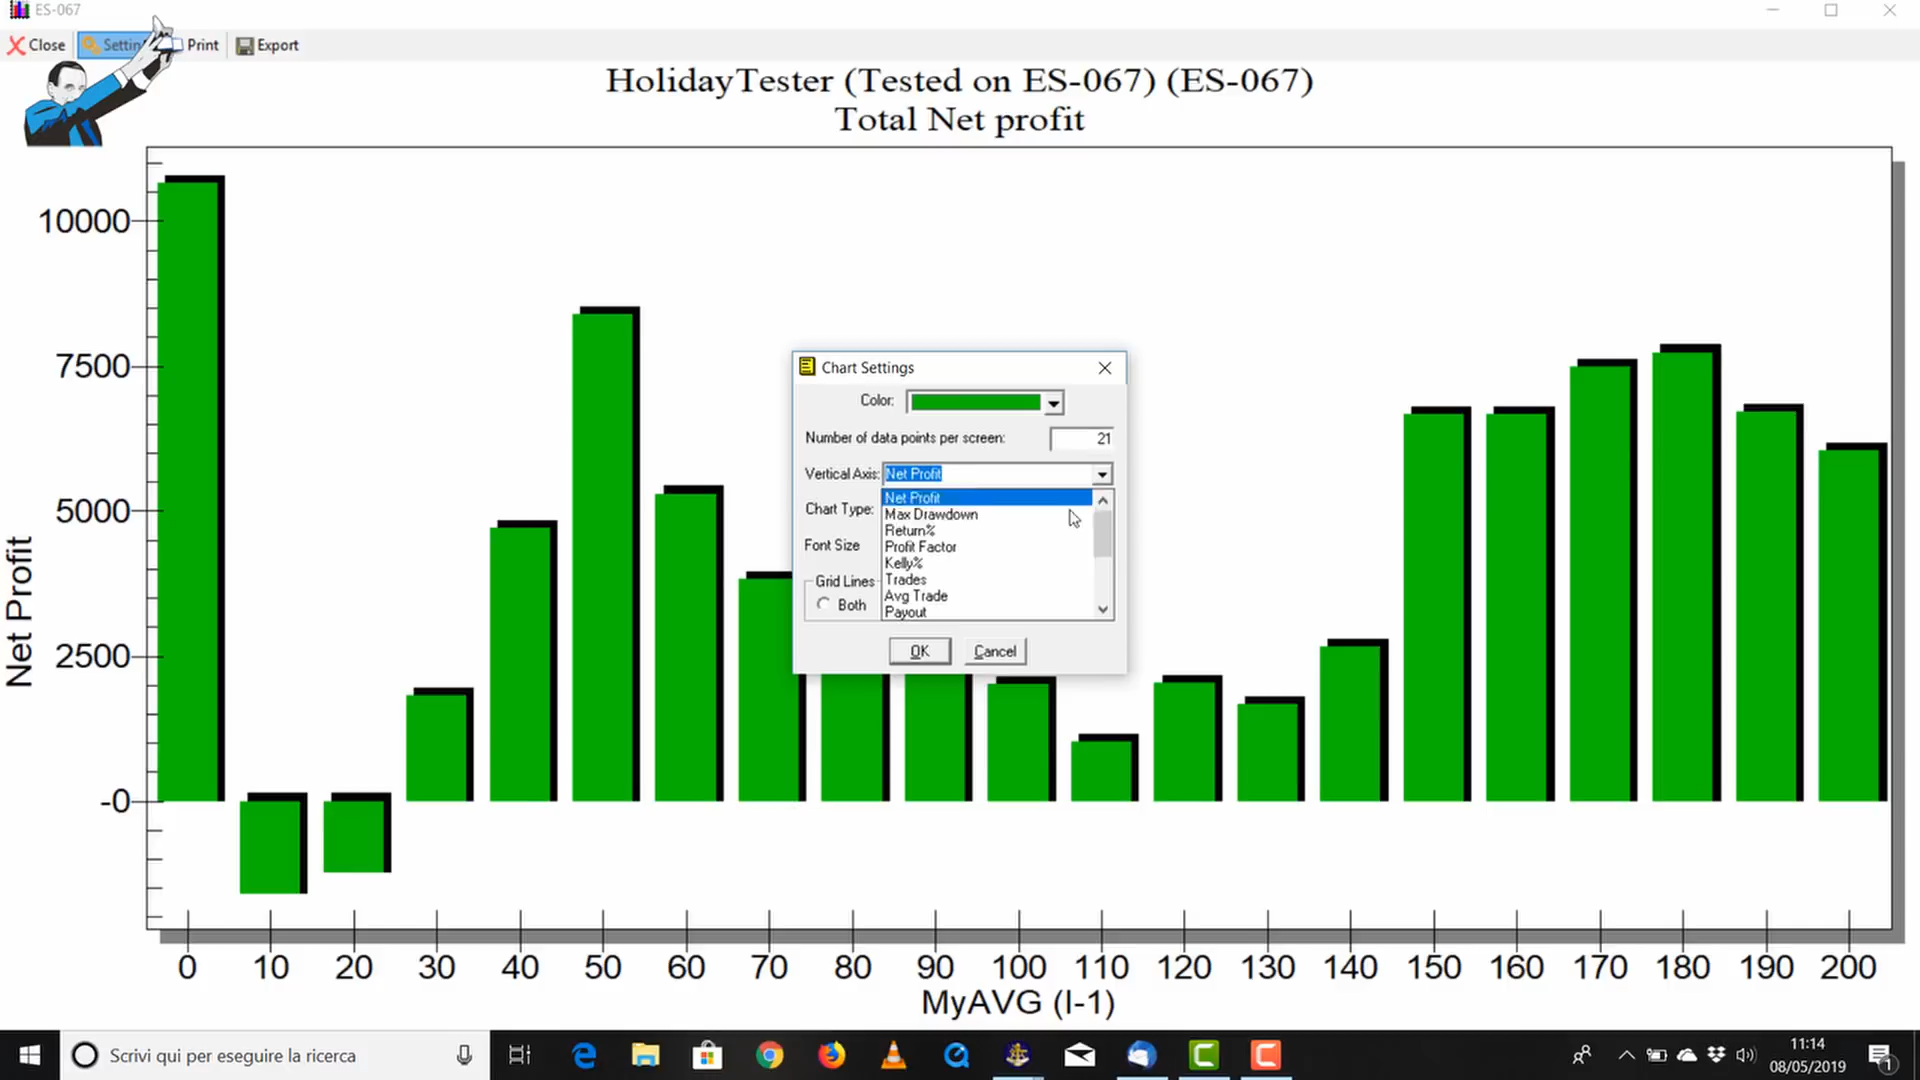 ES-067
Close
Settin
Print
Export
HolidayTester (Tested on ES-067) (ES-067)
Total Net profit
10000
7500
5000
2500
-0
Net Profit
Chart Settings
Color:
Number of data points per screen: 21
Vertical Axis: Net Profit
Net Profit
Max Drawdown
Chart Type:
Return%
Profit Factor
Font Size
Kelly%
Trades
Grid Lines
Avg Trade
Both
Payout
OK
Cancel
0 10 20 30 40 50 60 70 80 90 100 110 120 130 140 150 160 170 180 190 200
MyAVG (I-1)
Scrivi qui per eseguire la ricerca
11:14
08/05/2019
1